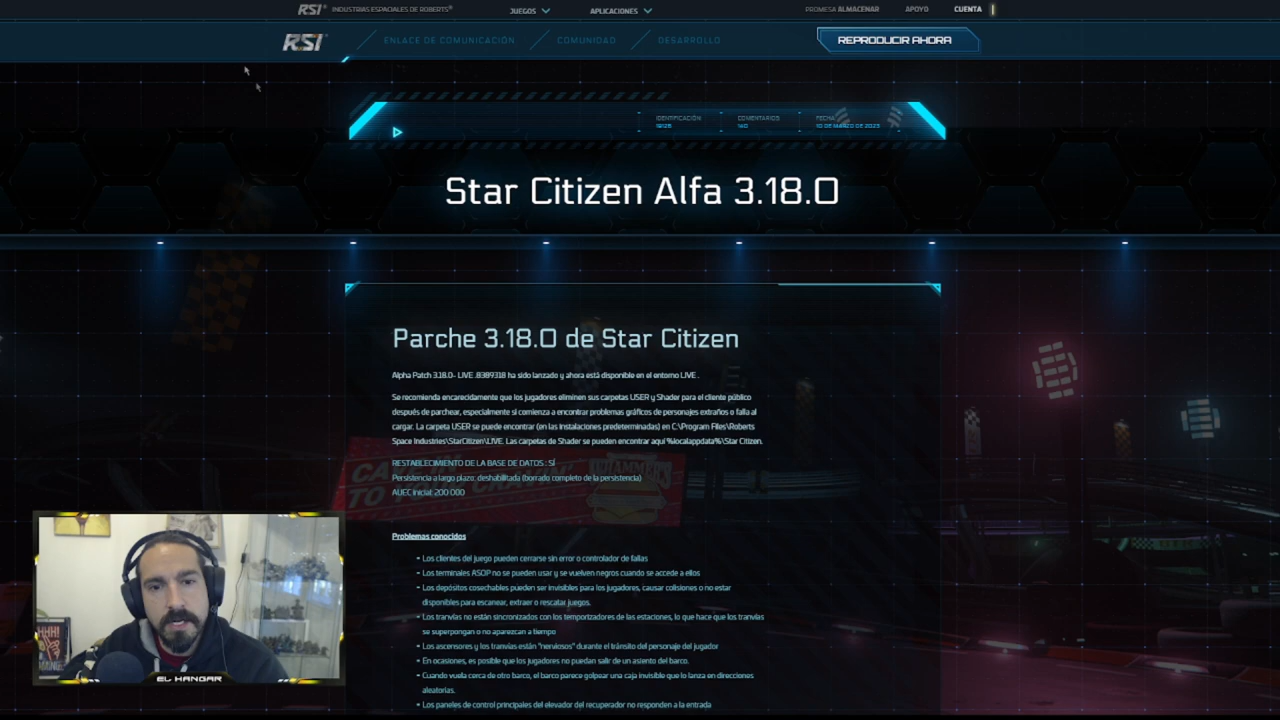 RSI® INDUSTRIAS ESPACIALES DE ROBERTS®
JUEGOS
APLICACIONES
PROMESA ALMACENAR
APOYO
CUENTA
RSI
ENLACE DE COMUNICACIÓN
COMUNIDAD
DESARROLLO
REPRODUCIR AHORA
IDENTIFICACIÓN
COMENTARIOS
FECHA
10 DE MARZO DE 2023
Star Citizen Alfa 3.18.0
Parche 3.18.0 de Star Citizen
Alpha Patch 3.18.0- LIVE .8389318 ha sido lanzado y ahora está disponible en el entorno LIVE .
Se recomienda encarecidamente que los jugadores eliminen sus carpetas USER y Shader para el cliente público
después de parchear, especialmente si comienza a encontrar problemas gráficos de personajes extraños o falla al
cargar. La carpeta USER se puede encontrar (en las instalaciones predeterminadas) en C:\Program Files\Roberts
Space Industries\StarCitizen\LIVE. Las carpetas de Shader se pueden encontrar aquí %localappdata%\Star Citizen.
RESTABLECIMIENTO DE LA BASE DE DATOS : SÍ
Persistencia a largo plazo: deshabilitada (borrado completo de la persistencia)
AUEC inicial: 200 000
CAVE IN
TO YOUR CRAVIN'
WHAMMER'S
Problemas conocidos
- Los clientes del juego pueden cerrarse sin error o controlador de fallas
- Los terminales ASOP no se pueden usar y se vuelven negros cuando se accede a ellos
- Los depósitos cosechables pueden ser invisibles para los jugadores, causar colisiones o no estar
disponibles para escanear, extraer o rescatar juegos.
- Los tranvías no están sincronizados con los temporizadores de las estaciones, lo que hace que los tranvías
se superpongan o no aparezcan a tiempo
- Los ascensores y los tranvías están "nerviosos" durante el tránsito del personaje del jugador
- En ocasiones, es posible que los jugadores no puedan salir de un asiento del barco.
- Cuando vuela cerca de otro barco, el barco parece golpear una caja invisible que lo lanza en direcciones
aleatorias.
- Los paneles de control principales del elevador del recuperador no responden a la entrada
EL HANGAR